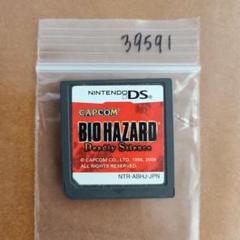 39591
NINTENDO DS
CAPCOM
BIOHAZARD
Deadly Silence
© CAPCOM CO., LTD. 1996, 2006
ALL RIGHTS RESERVED.
NTR-ABHJ-JPN